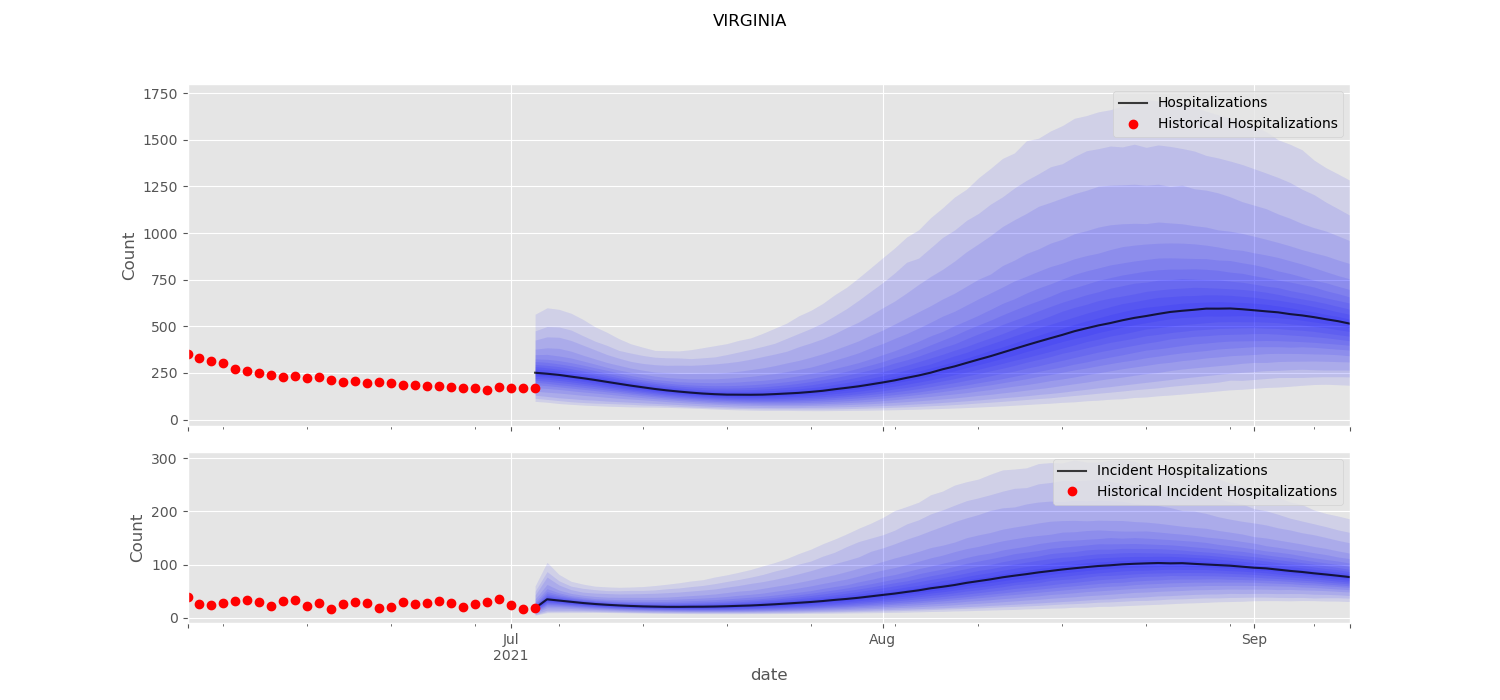 VIRGINIA
1750
1500
1250
1000
750
500
250
0
Count
Hospitalizations
Historical Hospitalizations
300
200
100
0
Count
Incident Hospitalizations
Historical Incident Hospitalizations
Jul
2021
Aug
Sep
date